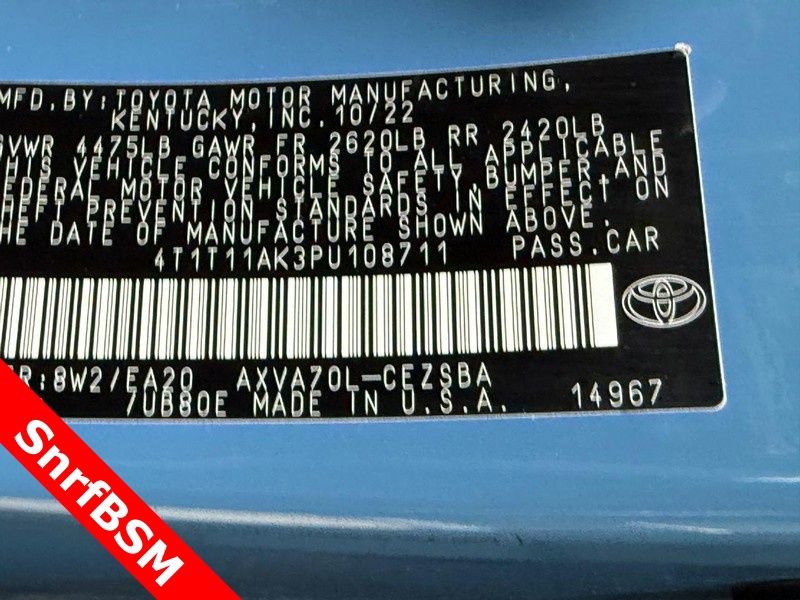 MFD. BY: TOYOTA MOTOR MANUFACTURING,
KENTUCKY, INC. 10/22
GVWR 4475LB GAWR FR 2620LB RR 2420LB
THIS VEHICLE CONFORMS TO ALL APPLICABLE
FEDERAL MOTOR VEHICLE SAFETY, BUMPER, AND
THEFT PREVENTION STANDARDS IN EFFECT ON
THE DATE OF MANUFACTURE SHOWN ABOVE.
4T1T11AK3PU108711 PASS. CAR
R:8W2/EA20 AXVA70L-CEZSBA
7UB80E MADE IN U.S.A. 14967
SnrfBSM